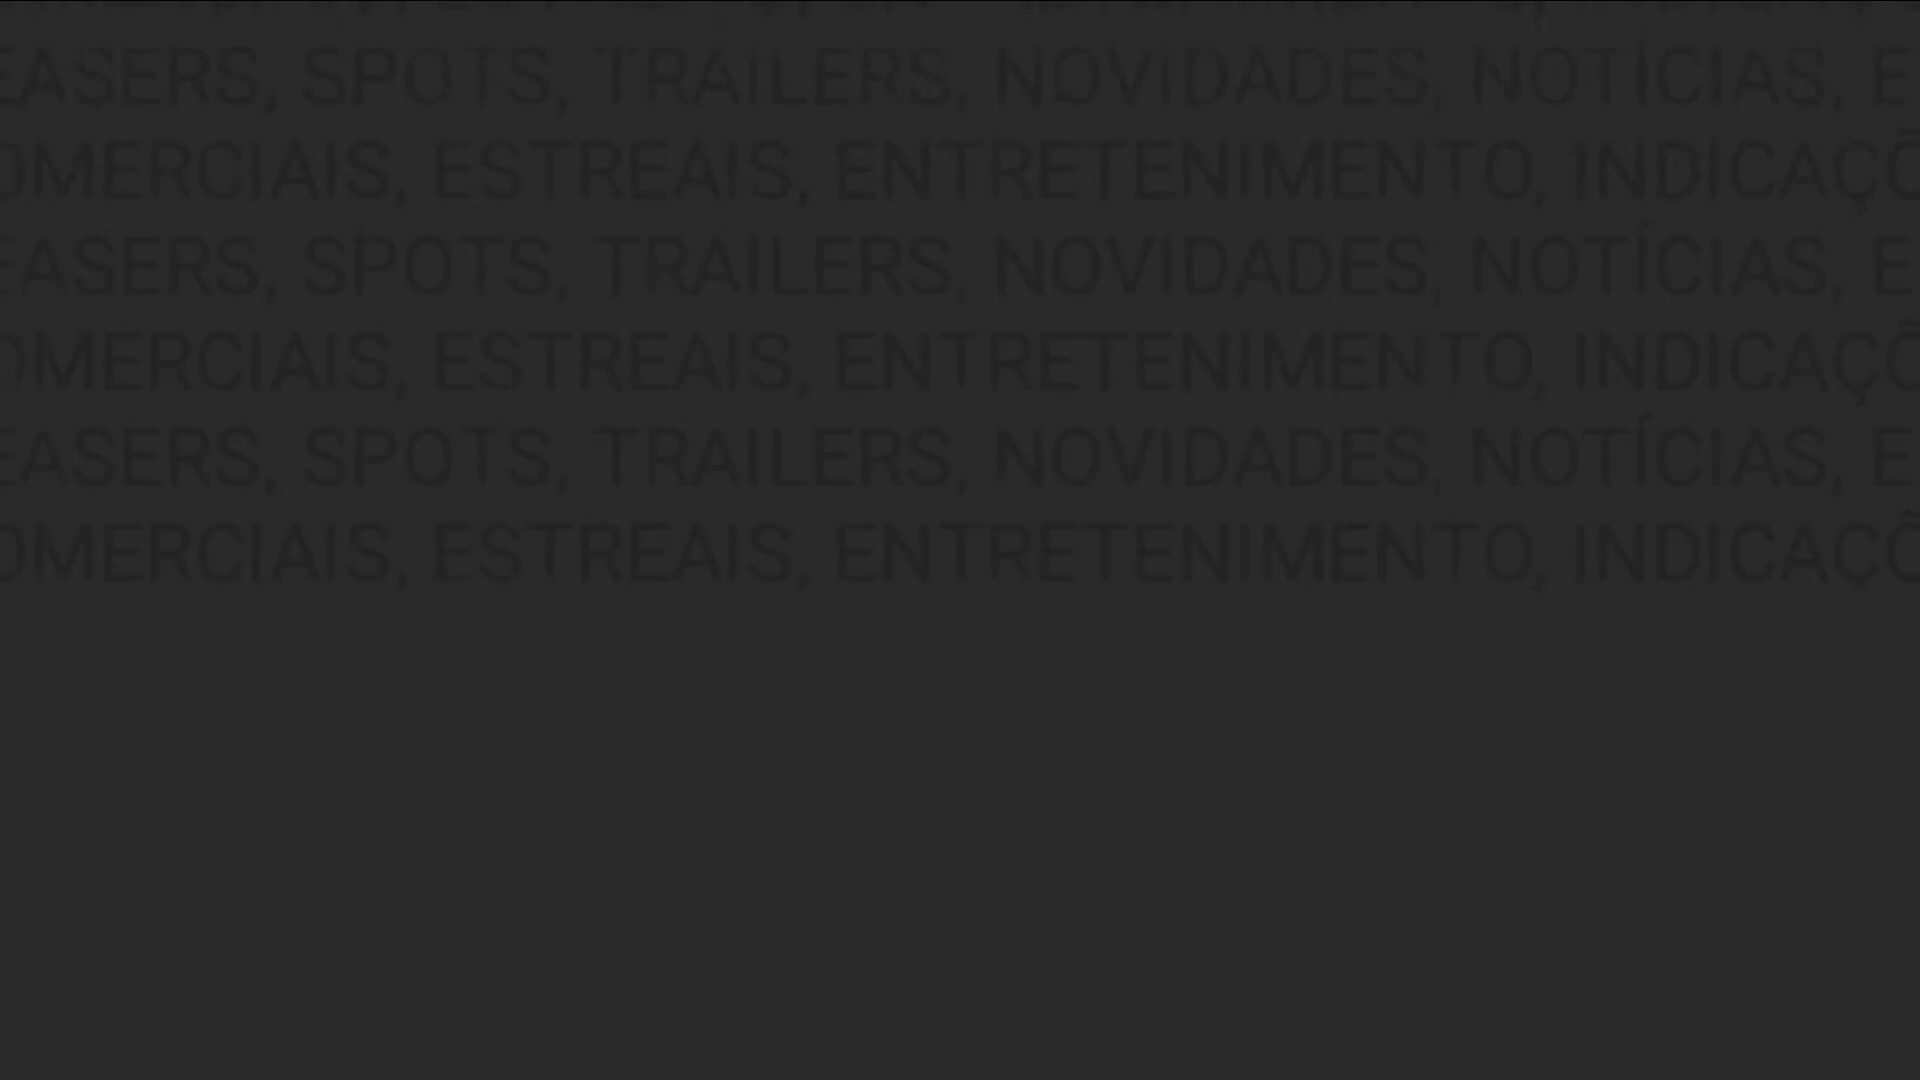 EASERS, SPOTS, TRAILERS, NOVIDADES, NOTÍCIAS, E
OMERCIAIS, ESTREAIS, ENTRETENIMENTO, INDICAÇÕ
EASERS, SPOTS, TRAILERS, NOVIDADES, NOTÍCIAS, E
OMERCIAIS, ESTREAIS, ENTRETENIMENTO, INDICAÇÕ
EASERS, SPOTS, TRAILERS, NOVIDADES, NOTÍCIAS, E
OMERCIAIS, ESTREAIS, ENTRETENIMENTO, INDICAÇÕ